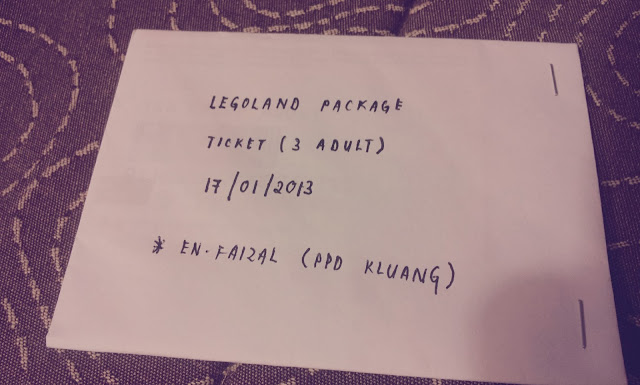 LEGOLAND PACKAGE
TICKET (3 ADULT)
17/01/2013
* EN. FAIZAL (PPD KLUANG)